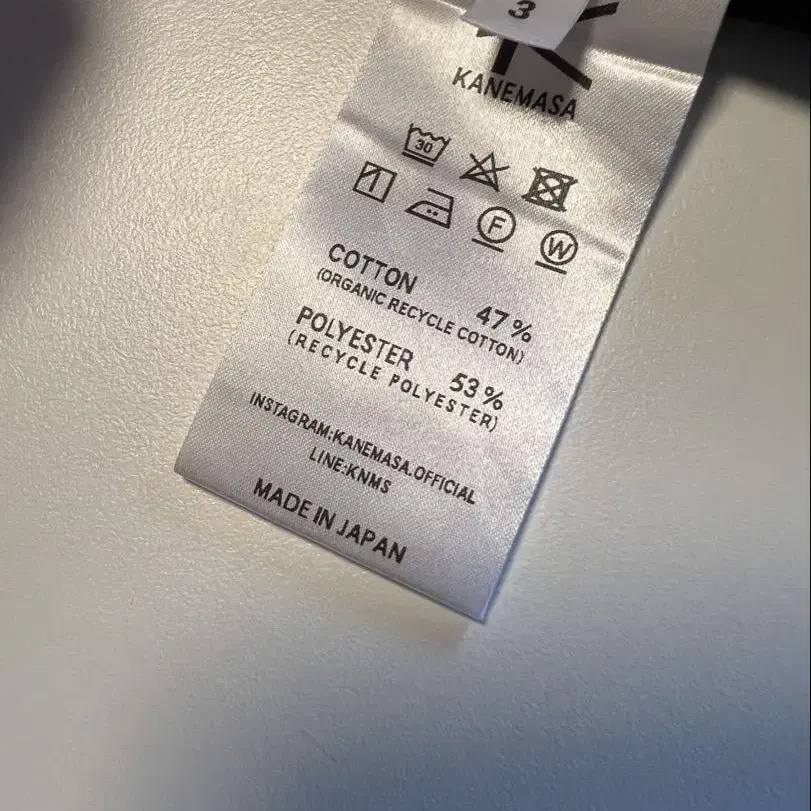 3
KANEMASA
30
F W
COTTON 47%
(ORGANIC RECYCLE COTTON)
POLYESTER 53%
(RECYCLE POLYESTER)
INSTAGRAM:KANEMASA.OFFICIAL
LINE:KNMS
MADE IN JAPAN